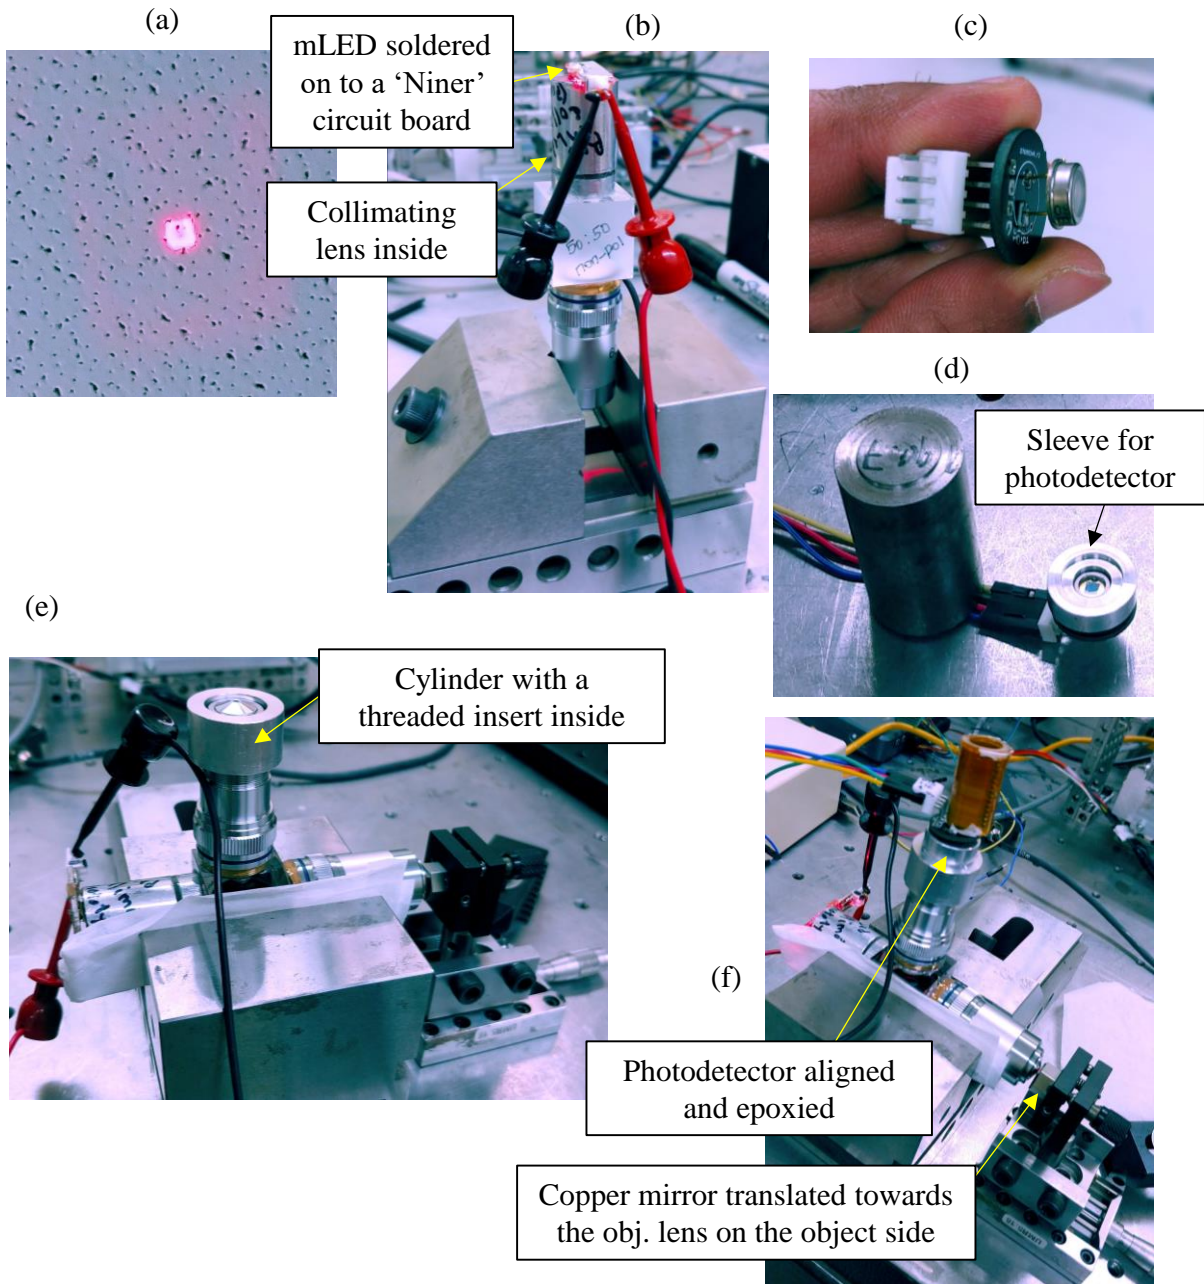 (a)
mLED soldered
on to a ‘Niner’
circuit board
(b)
(c)
Collimating
lens inside
50:50
non-pol
(d)
Sleeve for
photodetector
(e)
Cylinder with a
threaded insert inside
(f)
Photodetector aligned
and epoxied
Copper mirror translated towards
the obj. lens on the object side